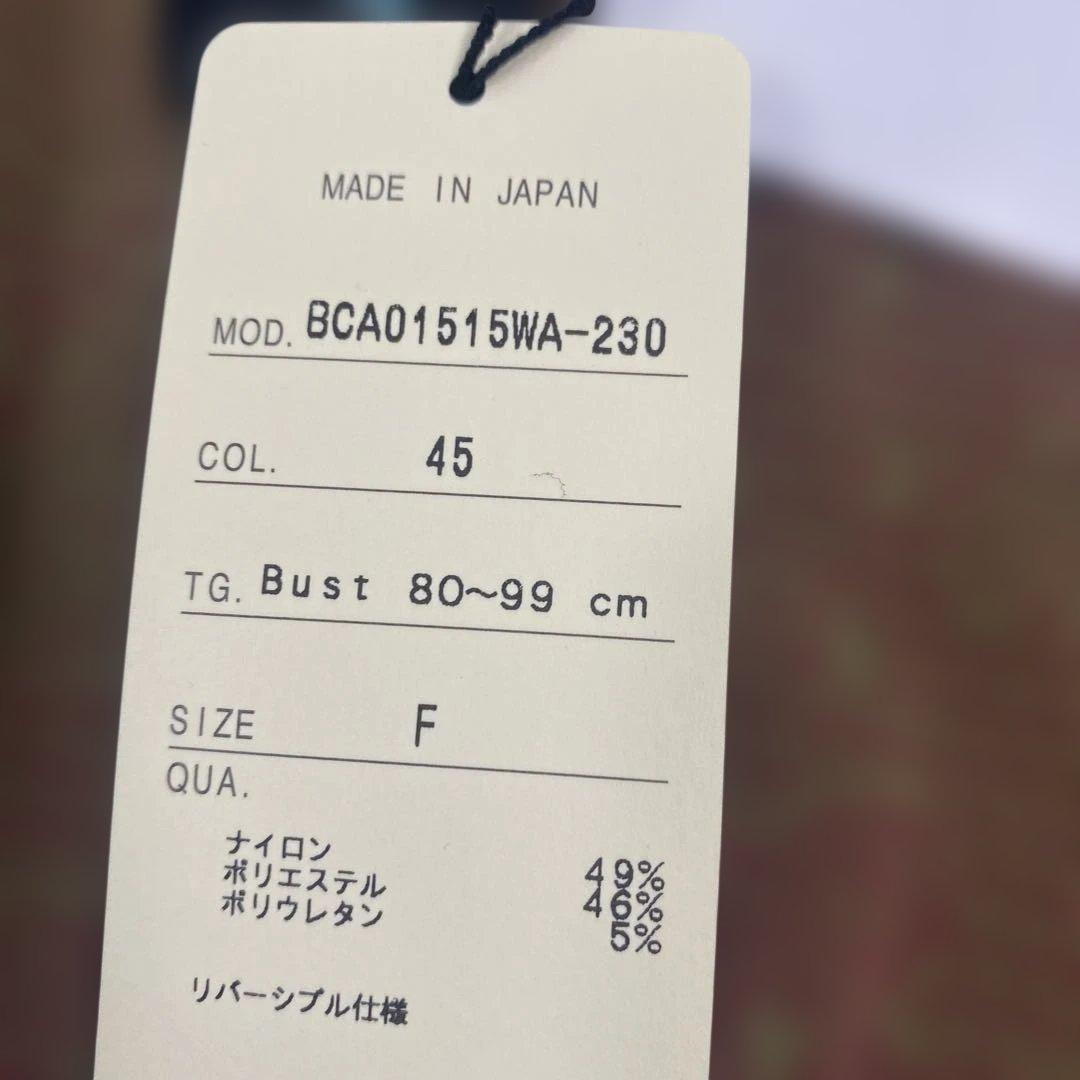 MADE IN JAPAN
MOD. BCA01515WA-230
COL. 45
TG. Bust 80~99 cm
SIZE F
QUA.
ナイロン 49%
ポリエステル 46%
ポリウレタン 5%
リバーシブル仕様